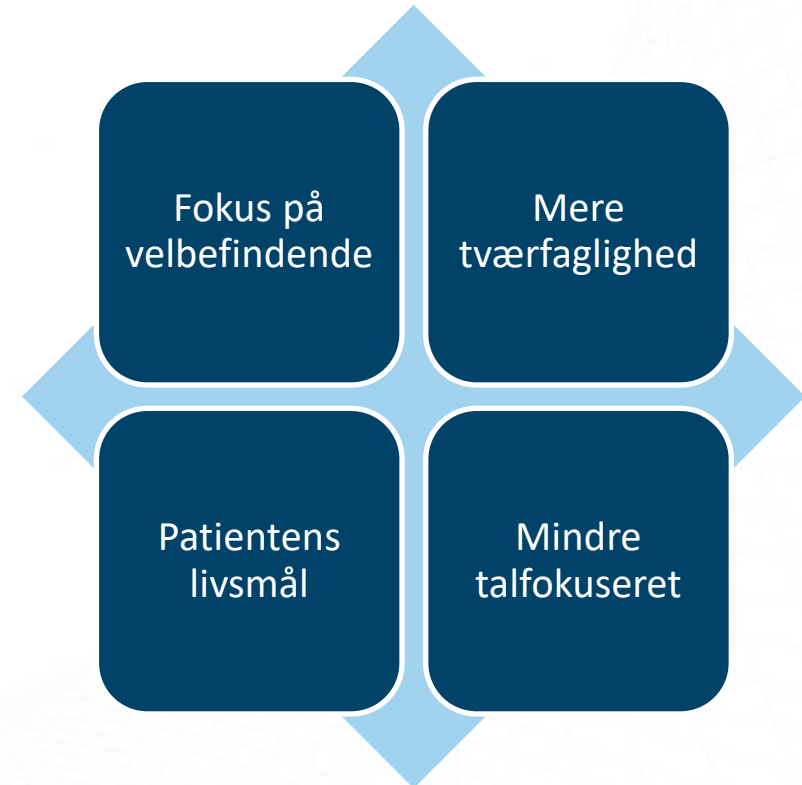 Fokus på
velbefindende
Mere
tværfaglighed
Patientens
livsmål
Mindre
talfokuseret